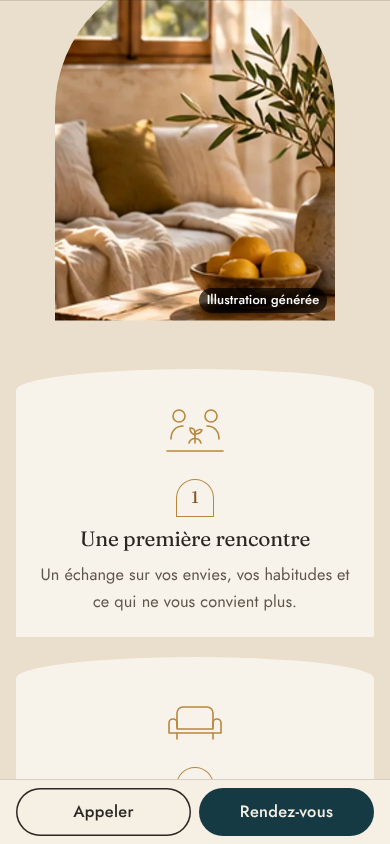 Illustration générée
1
Une première rencontre
Un échange sur vos envies, vos habitudes et
ce qui ne vous convient plus.
Appeler
Rendez-vous